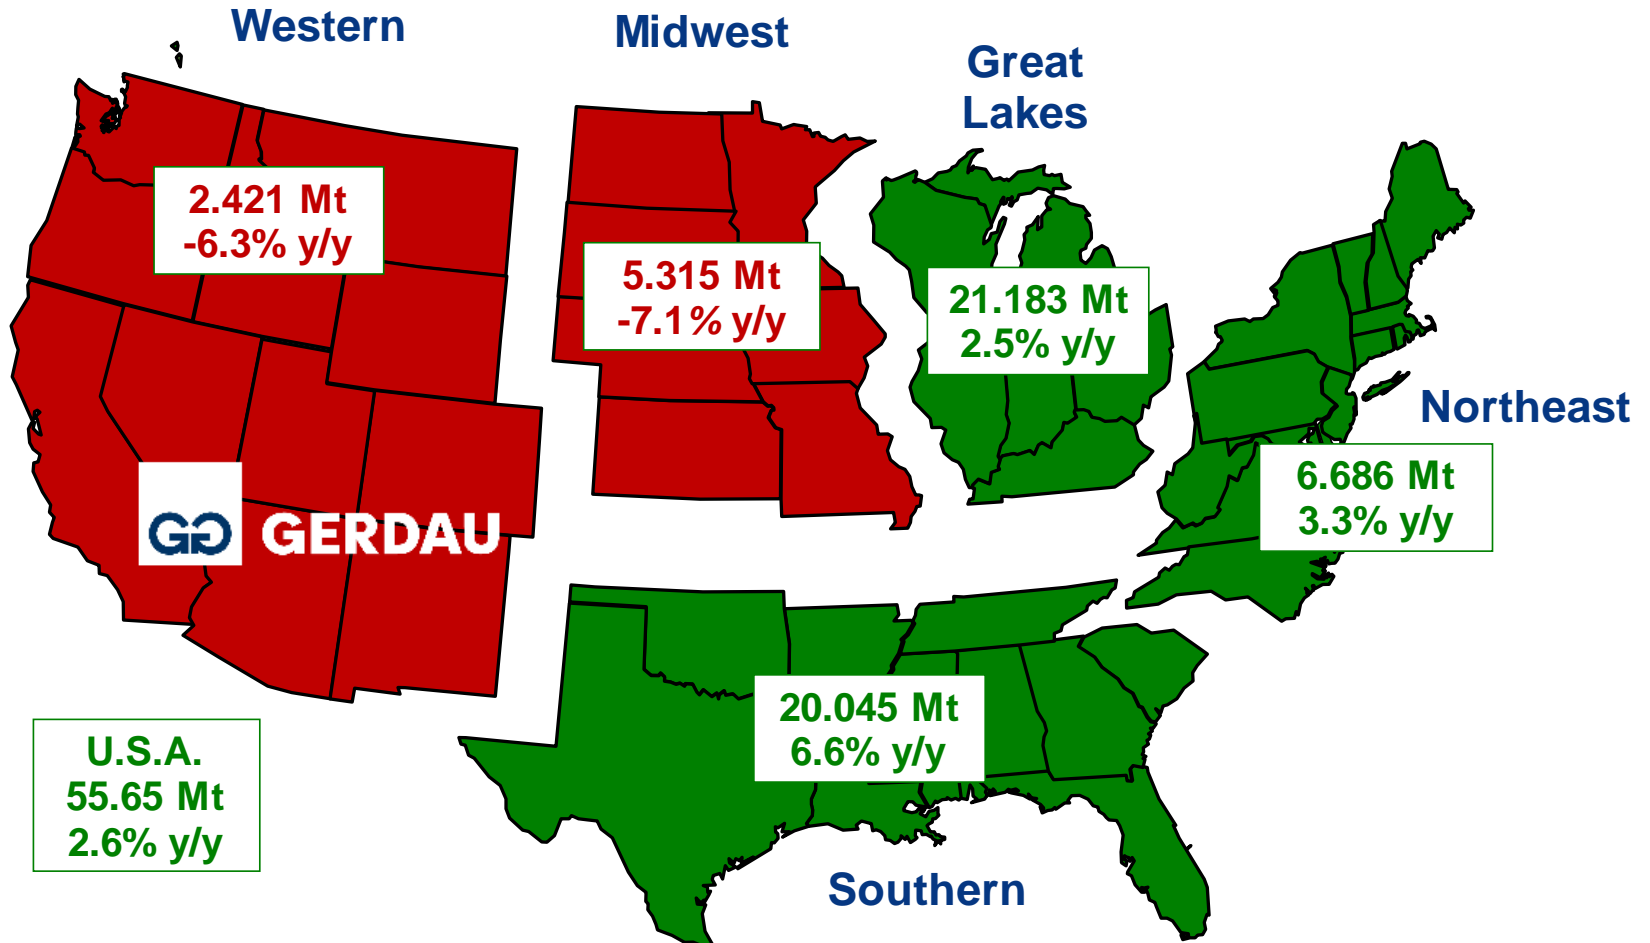 Western
Midwest
Great
Lakes
2.421 Mt
-6.3% y/y
5.315 Mt
-7.1% y/y
21.183 Mt
2.5% y/y
Northeast
6.686 Mt
3.3% y/y
GERDAU
20.045 Mt
6.6% y/y
U.S.A.
55.65 Mt
2.6% y/y
Southern